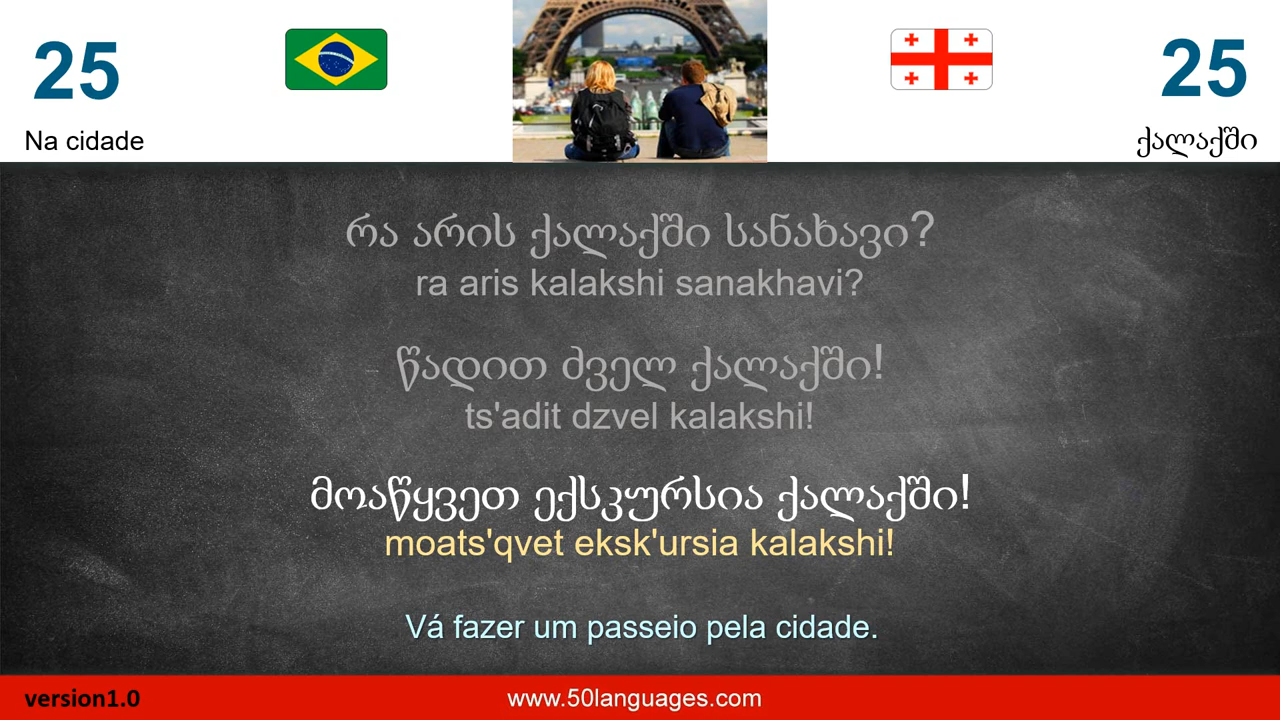 25
25
Na cidade
ქალაქში
რა არის ქალაქში სანახავი?
ra aris kalakshi sanakhavi?
წადით ძველ ქალაქში!
ts'adit dzvel kalakshi!
მოაწყვეთ ექსკურსია ქალაქში!
moats'qvet eksk'ursia kalakshi!
Vá fazer um passeio pela cidade.
version1.0
www.50languages.com